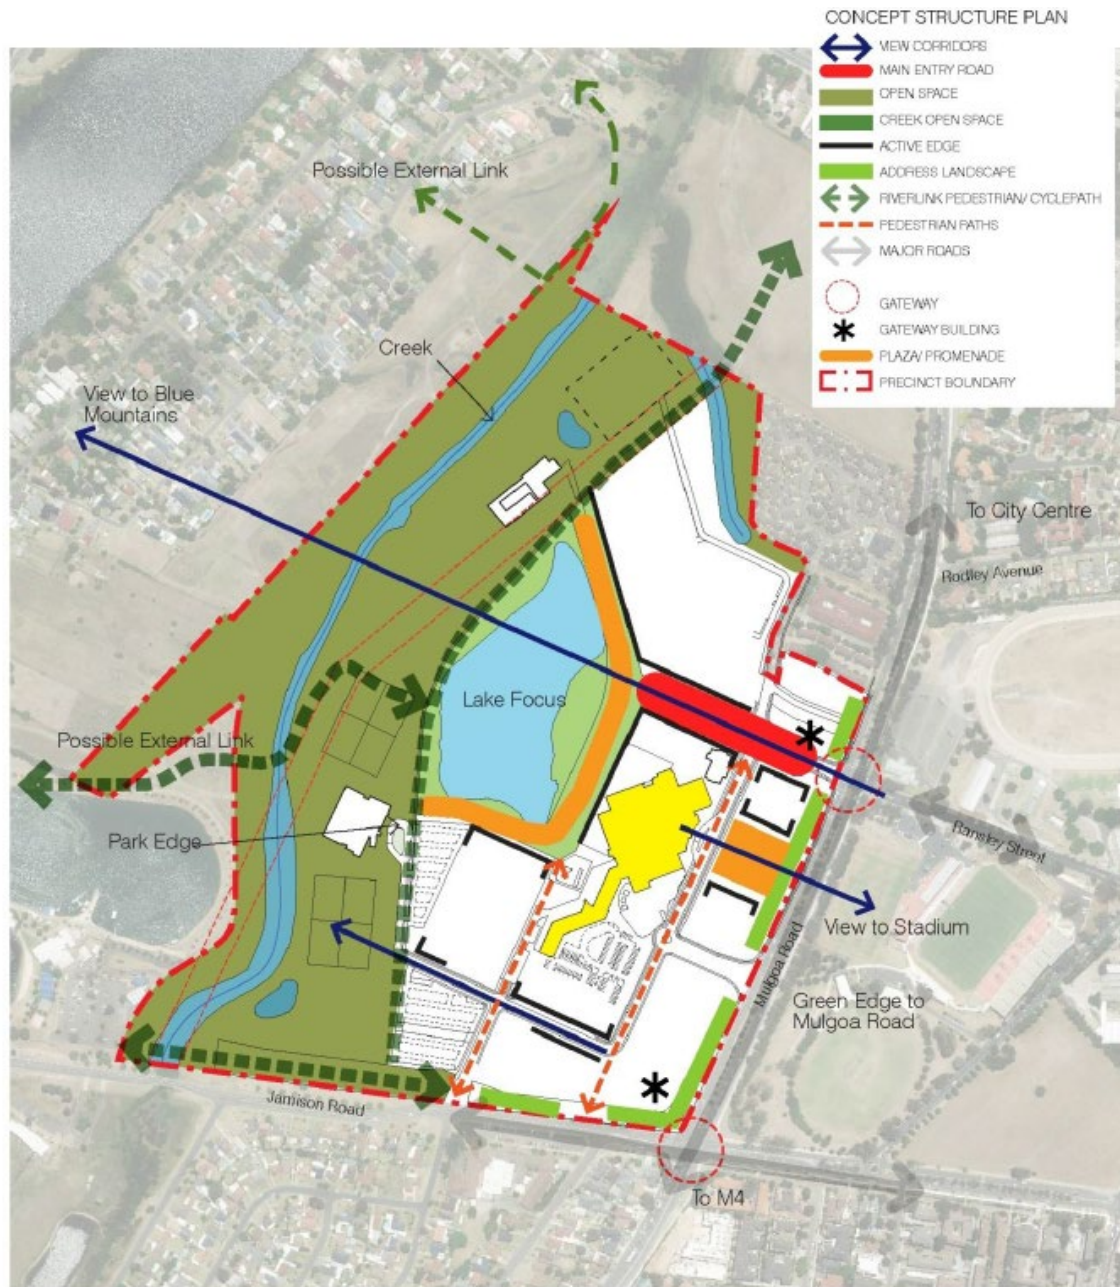 CONCEPT STRUCTURE PLAN
VIEW CORRIDORS
MAIN ENTRY ROAD
OPEN SPACE
CREEK OPEN SPACE
ACTIVE EDGE
ADDRESS LANDSCAPE
RIVERLINK PEDESTRIAN/ CYCLEPATH
PEDESTRIAN PATHS
MAJOR ROADS
GATEWAY
GATEWAY BUILDING
PLAZA/ PROMENADE
PRECINCT BOUNDARY
Possible External Link
Creek
View to Blue
Mountains
To City Centre
Rodley Avenue
Lake Focus
Possible External Link
Park Edge
Ransley Street
View to Stadium
Mulgoa Road
Green Edge to
Mulgoa Road
Jamison Road
To M4